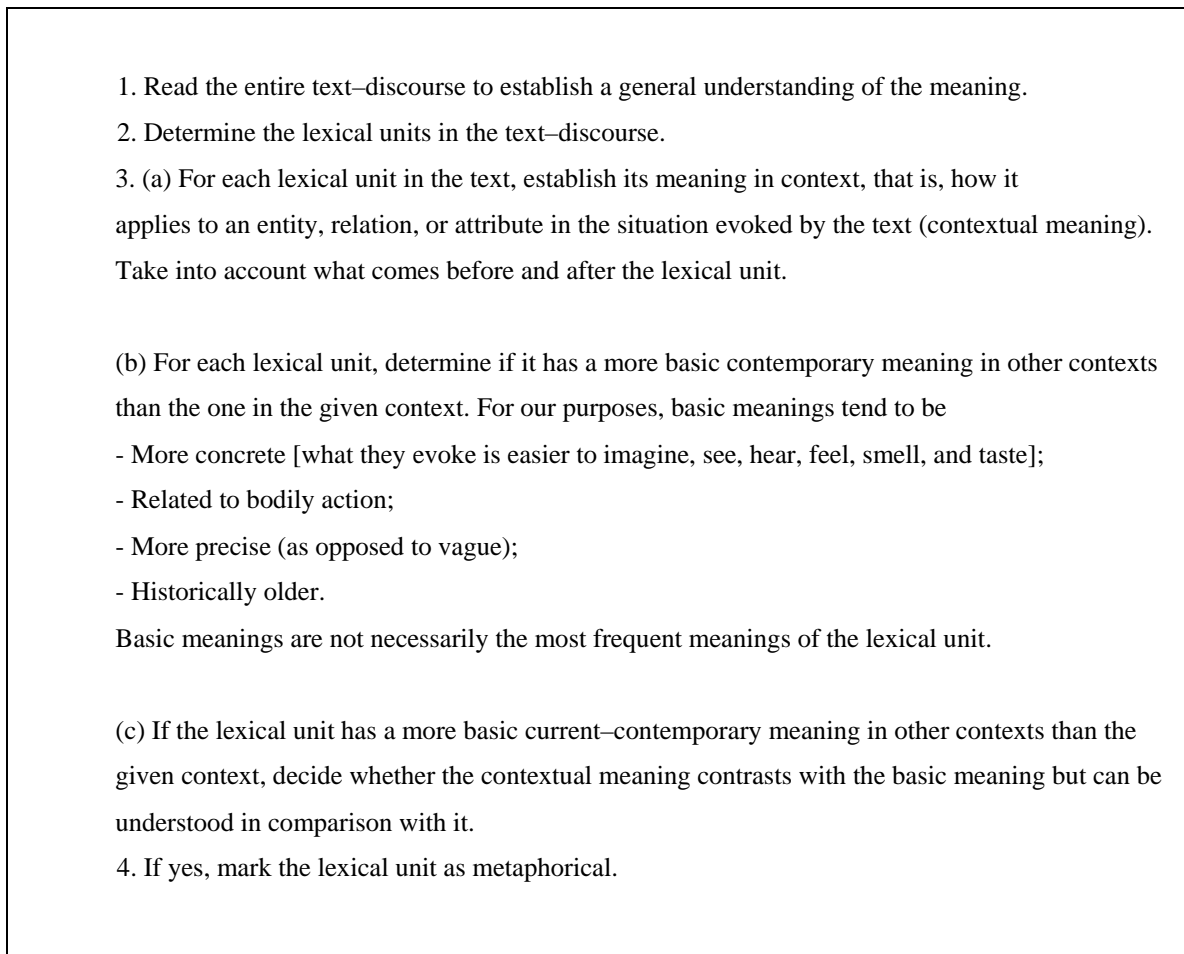 1. Read the entire text–discourse to establish a general understanding of the meaning.
2. Determine the lexical units in the text–discourse.
3. (a) For each lexical unit in the text, establish its meaning in context, that is, how it
applies to an entity, relation, or attribute in the situation evoked by the text (contextual meaning).
Take into account what comes before and after the lexical unit.
(b) For each lexical unit, determine if it has a more basic contemporary meaning in other contexts
than the one in the given context. For our purposes, basic meanings tend to be
- More concrete [what they evoke is easier to imagine, see, hear, feel, smell, and taste];
- Related to bodily action;
- More precise (as opposed to vague);
- Historically older.
Basic meanings are not necessarily the most frequent meanings of the lexical unit.
(c) If the lexical unit has a more basic current–contemporary meaning in other contexts than the
given context, decide whether the contextual meaning contrasts with the basic meaning but can be
understood in comparison with it.
4. If yes, mark the lexical unit as metaphorical.